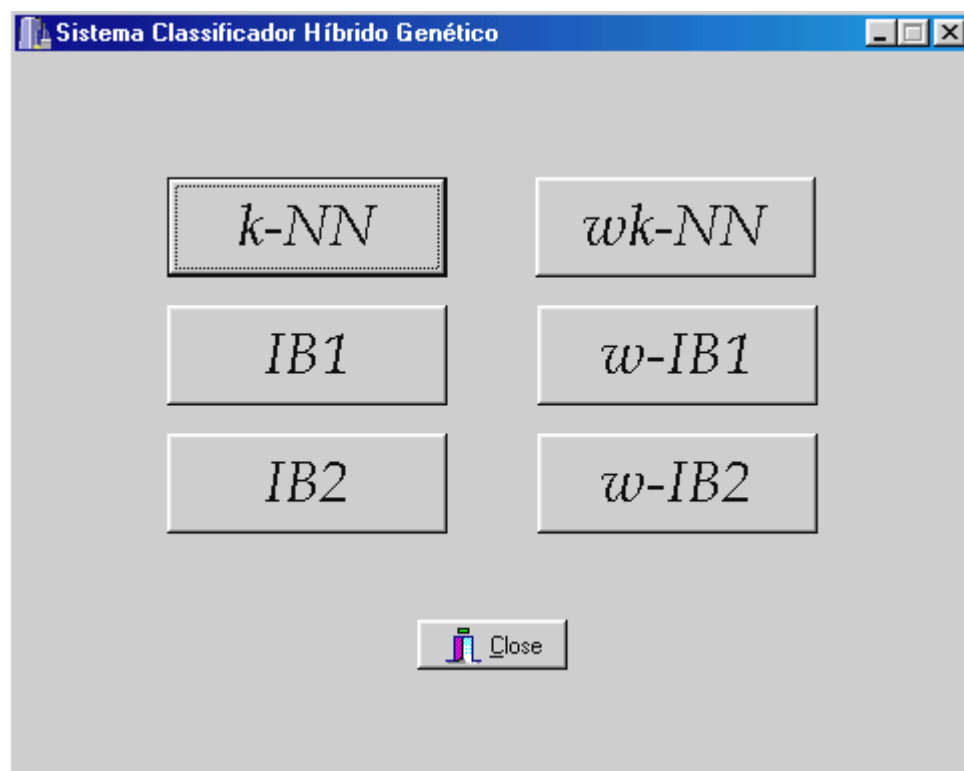 Sistema Classificador Híbrido Genético
k-NN
wk-NN
IB1
w-IB1
IB2
w-IB2
Close